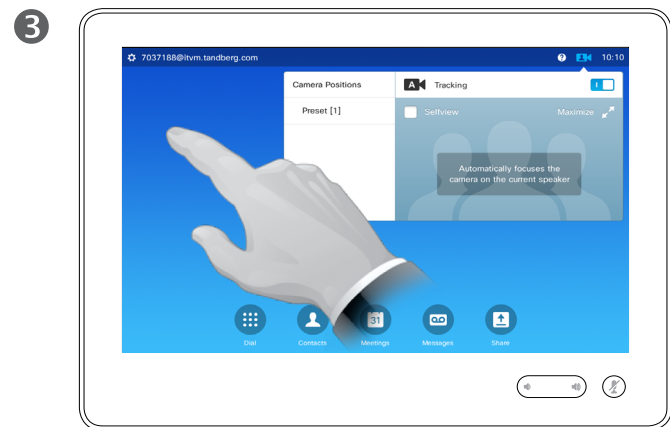 3
7037188@itvm.tandberg.com
? 10:10
Camera Positions
A Tracking
Preset [1]
Selfview Maximize
Automatically focuses the
camera on the current speaker
31
Dial Contacts Meetings Messages Share